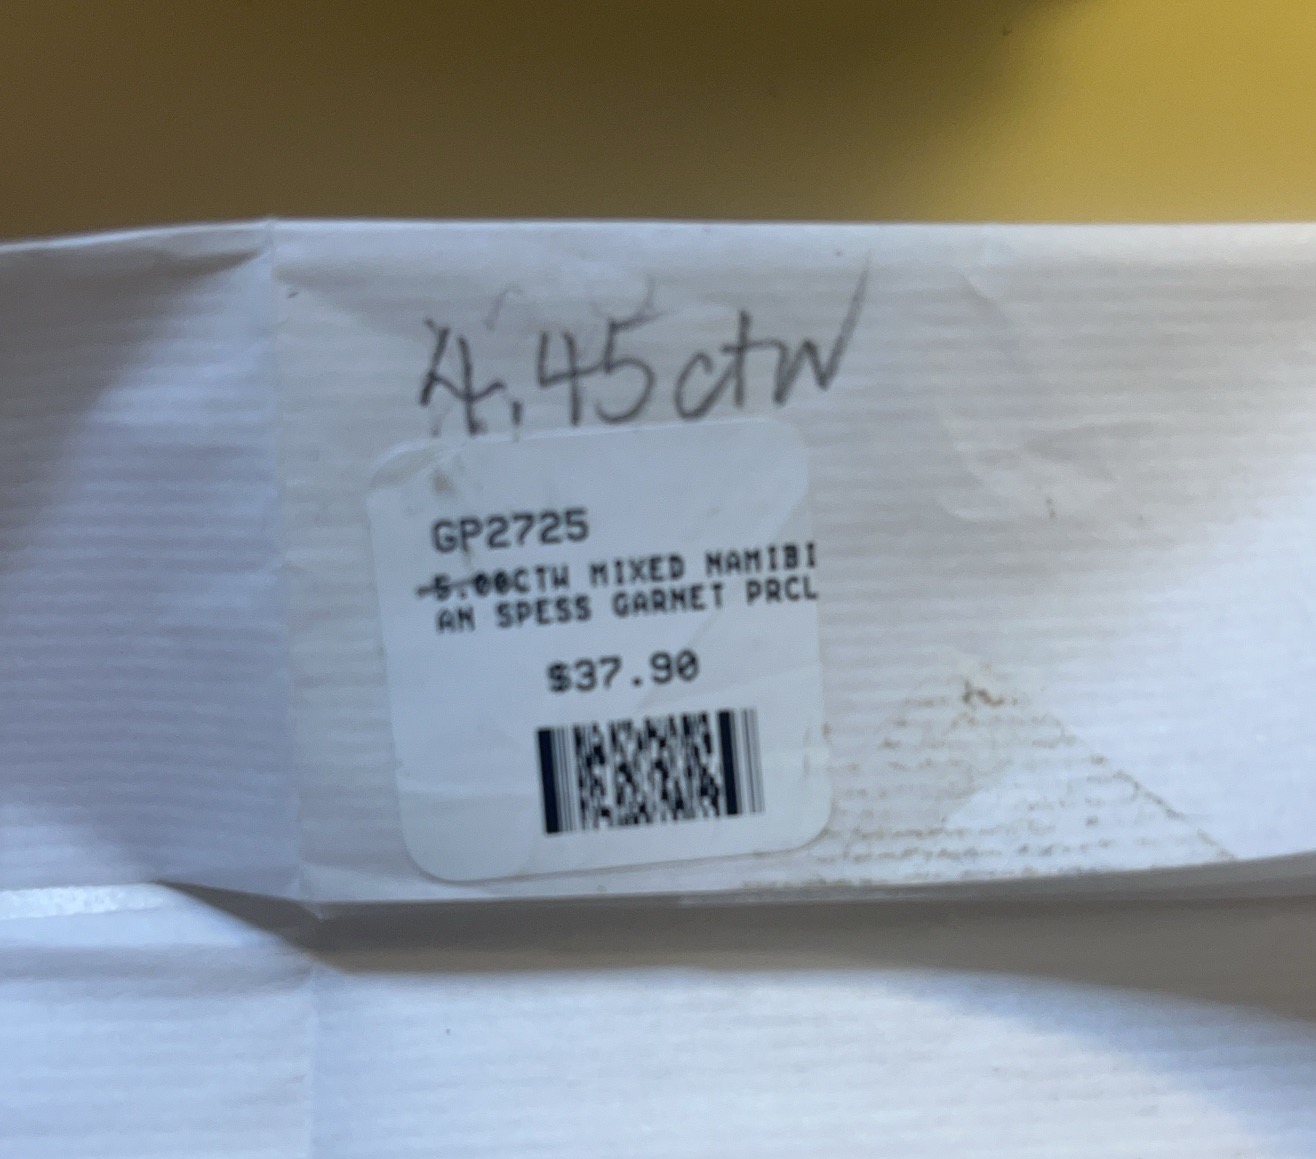 4.45ctw
GP2725
5.00CTW MIXED NAMIBI
AN SPESS GARNET PRCL
$37.90